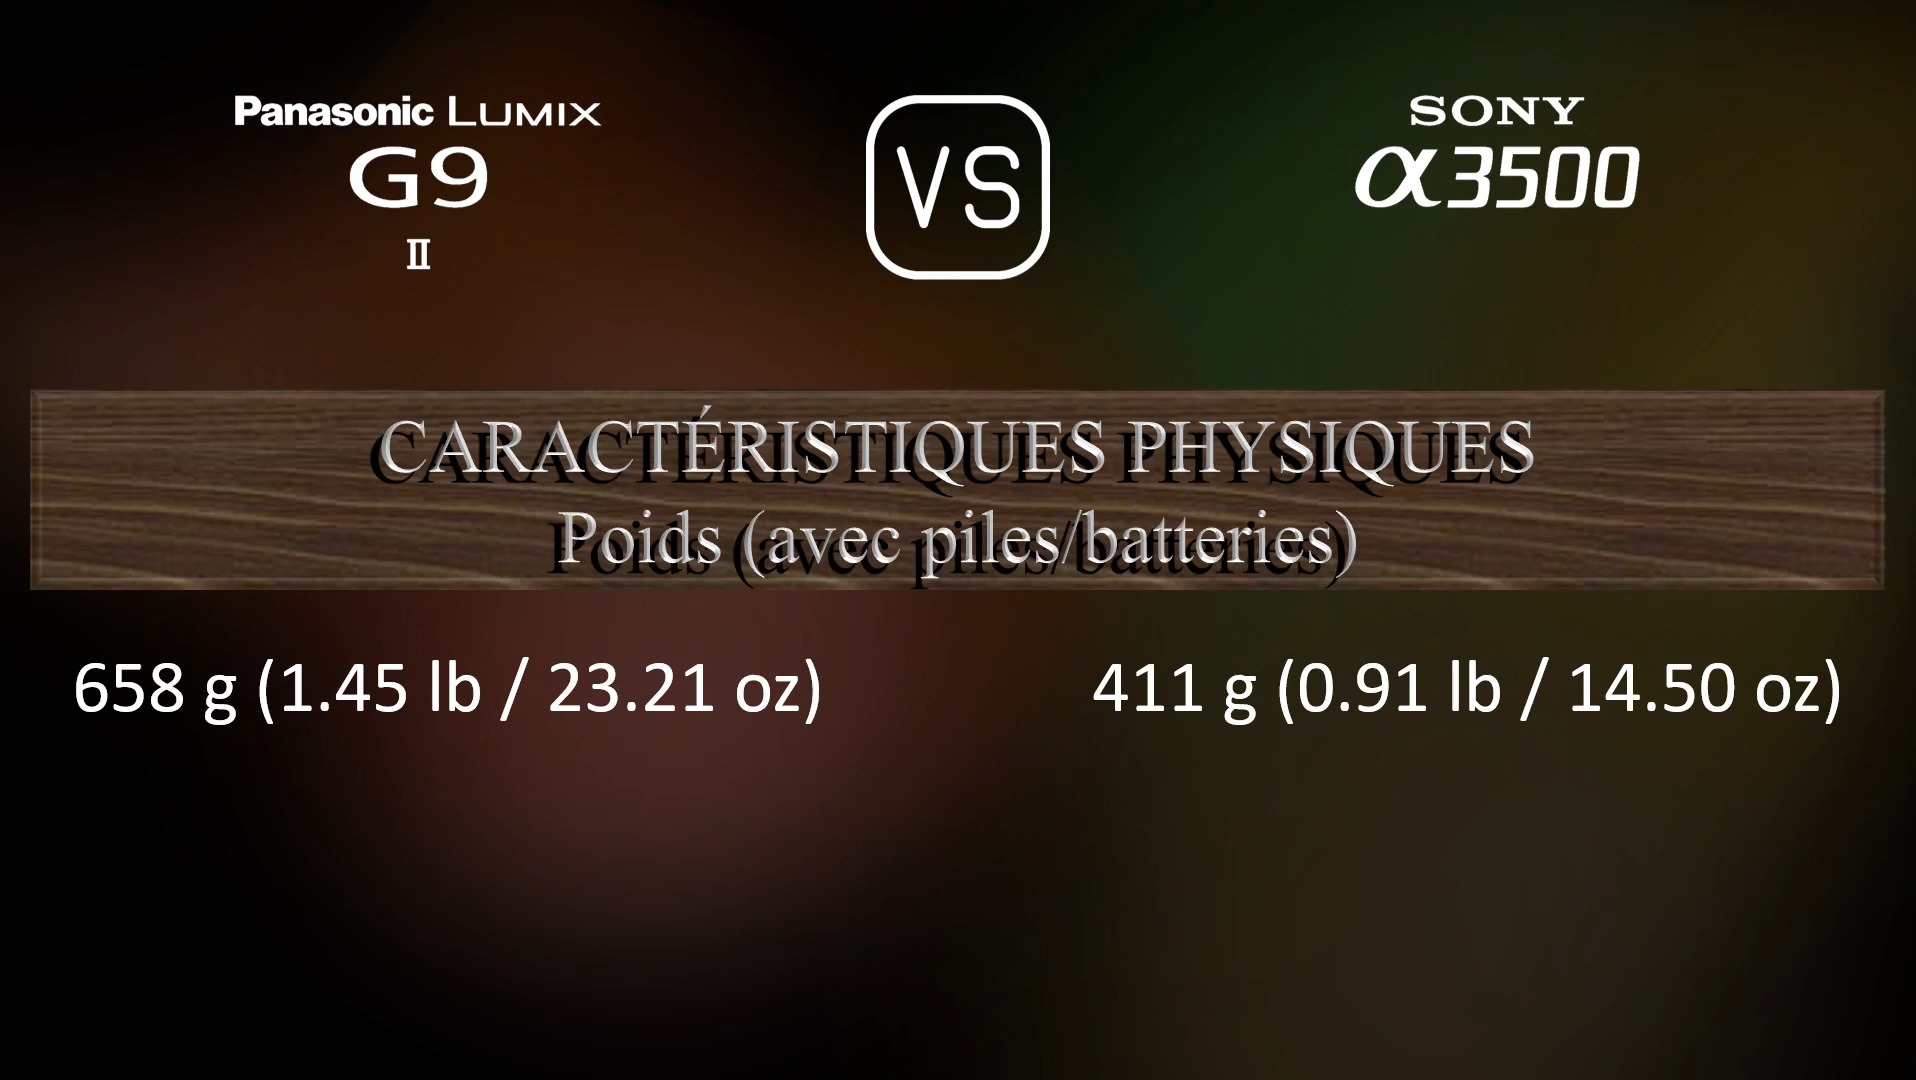 Panasonic LUMIX
G9
II
VS
SONY
α3500
CARACTÉRISTIQUES PHYSIQUES
Poids (avec piles/batteries)
658 g (1.45 lb / 23.21 oz)
411 g (0.91 lb / 14.50 oz)